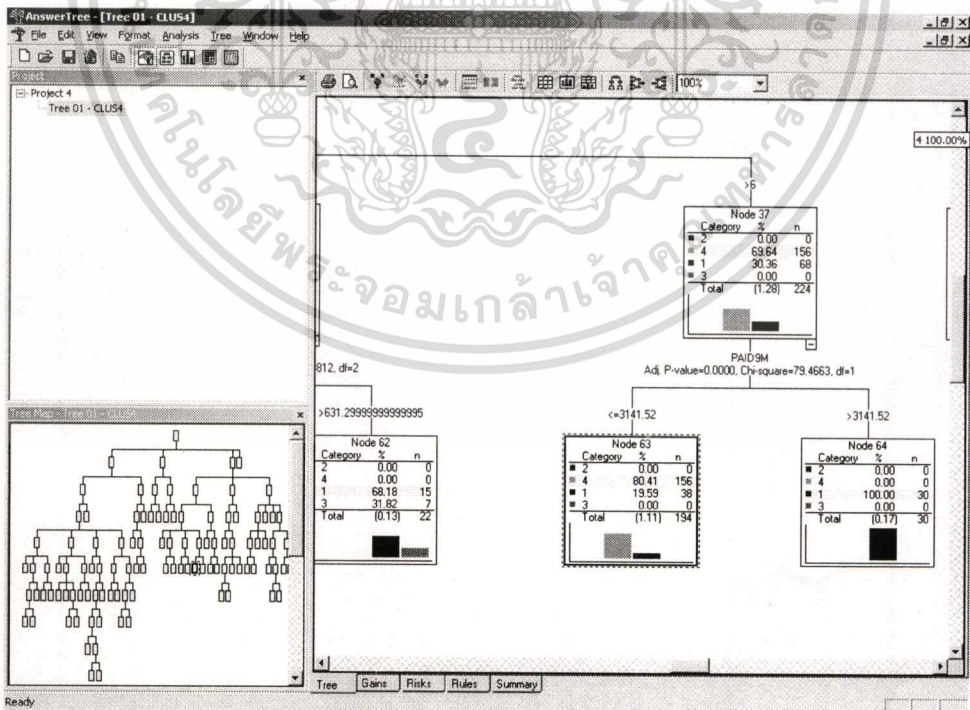 AnswerTree - [Tree 01 - CLUS4]
File Edit View Format Analysis Tree Window Help
Project
Project 4
Tree 01 - CLUS4
100%
4 100.00%
>6
Node 37
Category % n
2 0.00 0
4 69.64 156
1 30.36 68
3 0.00 0
Total (1.28) 224
PAID9M
Adj. P-value=0.0000, Chi-square=79.4663, df=1
812, df=2
>631.29999999999995
<=3141.52
>3141.52
Node 62
Category % n
2 0.00 0
4 0.00 0
1 68.18 15
3 31.82 7
Total (0.13) 22
Node 63
Category % n
2 0.00 0
4 80.41 156
1 19.59 38
3 0.00 0
Total (1.11) 194
Node 64
Category % n
2 0.00 0
4 0.00 0
1 100.00 30
3 0.00 0
Total (0.17) 30
Tree Map - Tree 01 - CLUS4
Tree Gains Risks Rules Summary
Ready